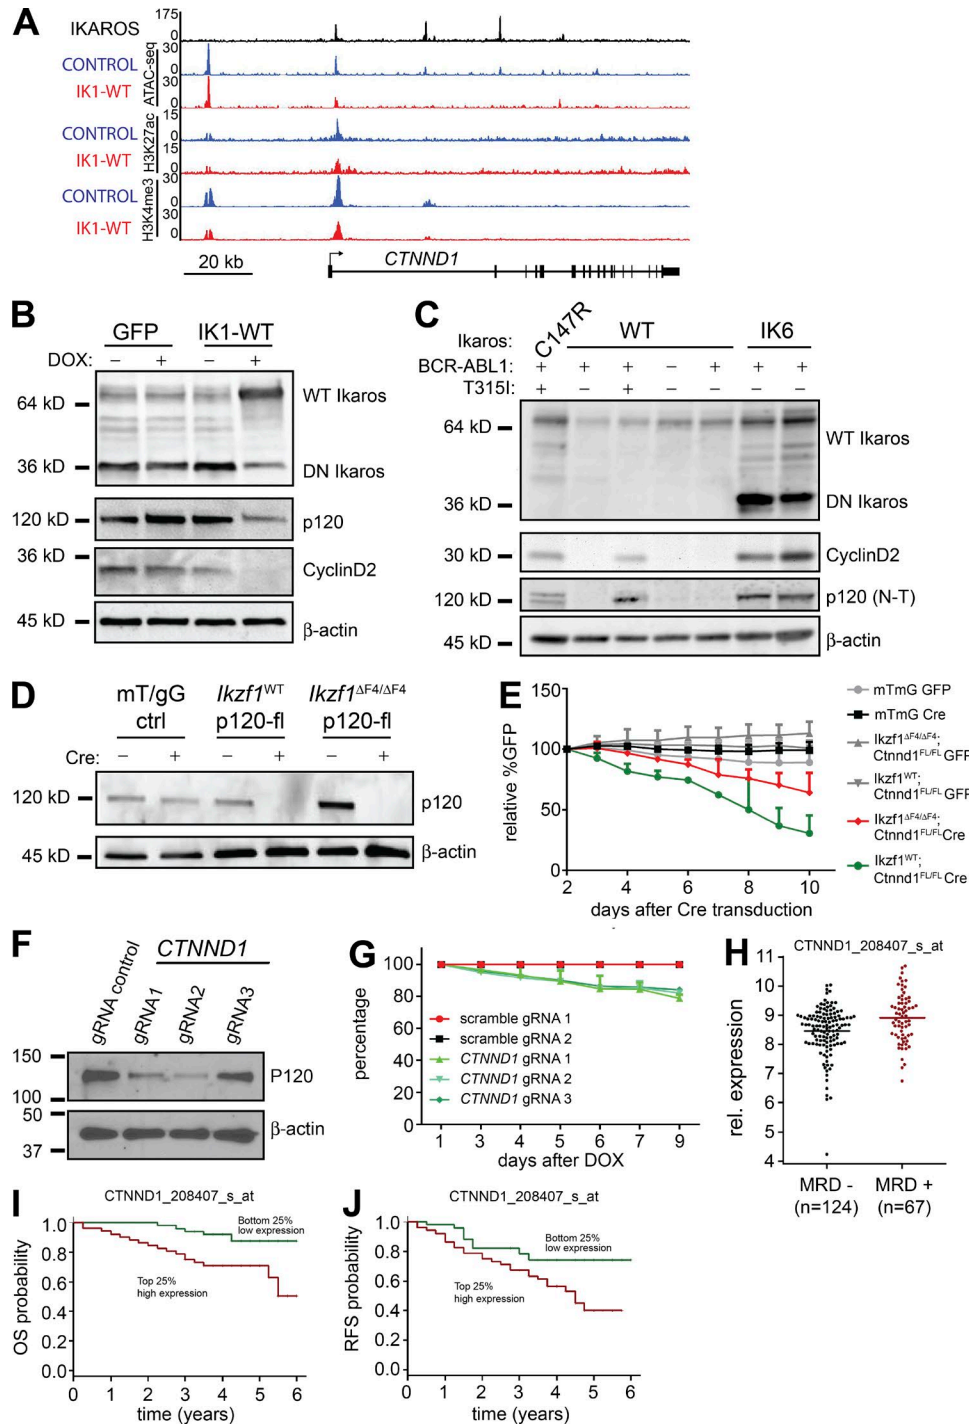 A
IKAROS
175
0
CONTROL
30
0
IK1-WT
30
0
ATAC-seq
CONTROL
15
0
IK1-WT
15
0
H3K27ac
CONTROL
30
0
IK1-WT
30
0
H3K4me3
20 kb
CTNND1
B
GFP IK1-WT
DOX: – + – +
64 kD
WT Ikaros
36 kD
DN Ikaros
120 kD
p120
36 kD
CyclinD2
45 kD
β-actin
C
Ikaros: C147R WT IK6
BCR-ABL1: + + + – + + +
T315I: + – + – – – –
64 kD
WT Ikaros
36 kD
DN Ikaros
30 kD
CyclinD2
120 kD
p120 (N-T)
45 kD
β-actin
D
mT/gG ctrl
Ikzf1WT p120-fl
Ikzf1ΔF4/ΔF4 p120-fl
Cre: – + – + – +
120 kD
p120
45 kD
β-actin
E
relative %GFP
150
100
50
0
2 4 6 8 10
days after Cre transduction
mTmG GFP
mTmG Cre
Ikzf1ΔF4/ΔF4;
Ctnnd1FL/FL GFP
Ikzf1WT;
Ctnnd1FL/FL GFP
Ikzf1ΔF4/ΔF4;
Ctnnd1FL/FL Cre
Ikzf1WT;
Ctnnd1FL/FL Cre
F
CTNND1
gRNA control
gRNA1
gRNA2
gRNA3
150
100
P120
50
37
β-actin
G
percentage
100
80
60
40
20
0
scramble gRNA 1
scramble gRNA 2
CTNND1 gRNA 1
CTNND1 gRNA 2
CTNND1 gRNA 3
1 3 4 5 6 7 9
days after DOX
H
CTNND1_208407_s_at
rel. expression
11
10
9
8
7
6
5
4
MRD -
(n=124)
MRD +
(n=67)
I
CTNND1_208407_s_at
OS probability
1.0
0.8
0.6
0.4
0.2
0.0
Bottom 25%
low expression
Top 25%
high expression
0 1 2 3 4 5 6
time (years)
J
CTNND1_208407_s_at
RFS probability
1.0
0.8
0.6
0.4
0.2
0.0
Bottom 25%
low expression
Top 25%
high expression
0 1 2 3 4 5 6
time (years)